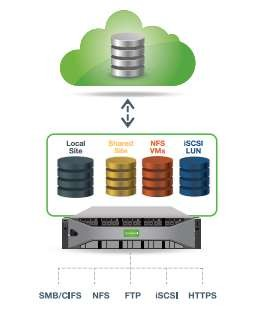 Local Site
Shared Site
NFS VMs
iSCSI LUN
SMB/CIFS NFS FTP iSCSI HTTPS